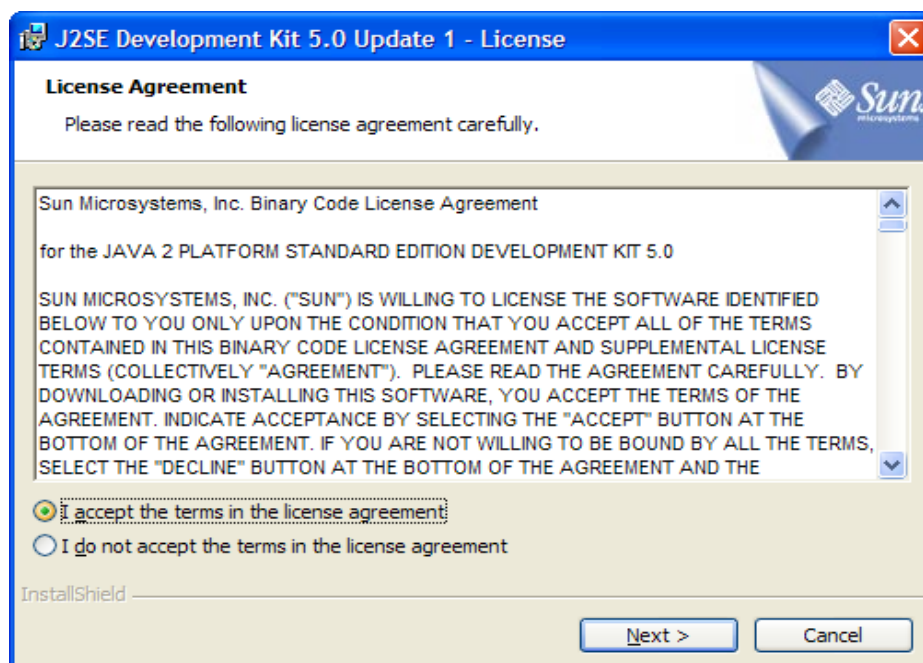 J2SE Development Kit 5.0 Update 1 - License
License Agreement
Please read the following license agreement carefully.
Sun
microsystems
Sun Microsystems, Inc. Binary Code License Agreement
for the JAVA 2 PLATFORM STANDARD EDITION DEVELOPMENT KIT 5.0
SUN MICROSYSTEMS, INC. ("SUN") IS WILLING TO LICENSE THE SOFTWARE IDENTIFIED
BELOW TO YOU ONLY UPON THE CONDITION THAT YOU ACCEPT ALL OF THE TERMS
CONTAINED IN THIS BINARY CODE LICENSE AGREEMENT AND SUPPLEMENTAL LICENSE
TERMS (COLLECTIVELY "AGREEMENT").  PLEASE READ THE AGREEMENT CAREFULLY.  BY
DOWNLOADING OR INSTALLING THIS SOFTWARE, YOU ACCEPT THE TERMS OF THE
AGREEMENT. INDICATE ACCEPTANCE BY SELECTING THE "ACCEPT" BUTTON AT THE
BOTTOM OF THE AGREEMENT. IF YOU ARE NOT WILLING TO BE BOUND BY ALL THE TERMS,
SELECT THE "DECLINE" BUTTON AT THE BOTTOM OF THE AGREEMENT AND THE
I accept the terms in the license agreement
I do not accept the terms in the license agreement
InstallShield
Next >
Cancel